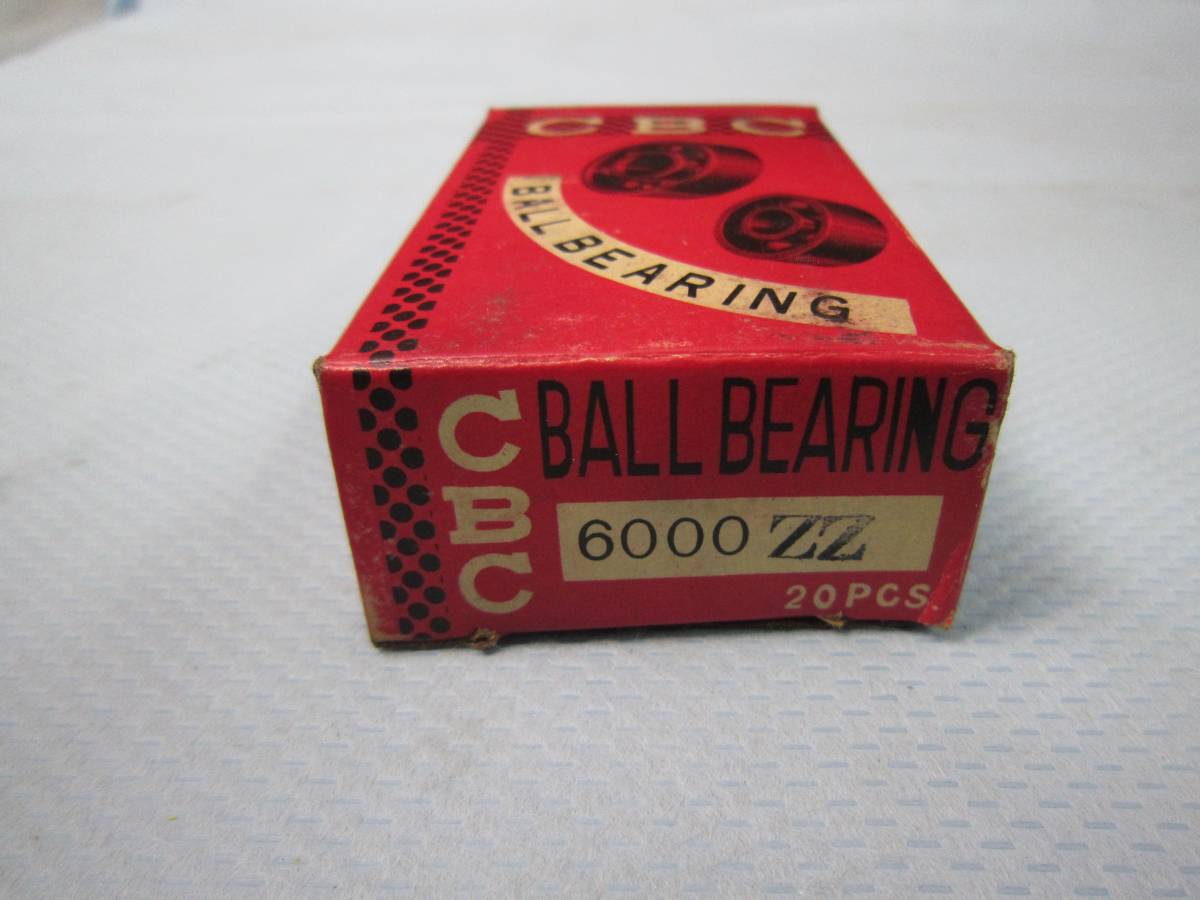 CBC
BALL BEARING
CBC
BALL BEARING
6000 ZZ
20 PCS